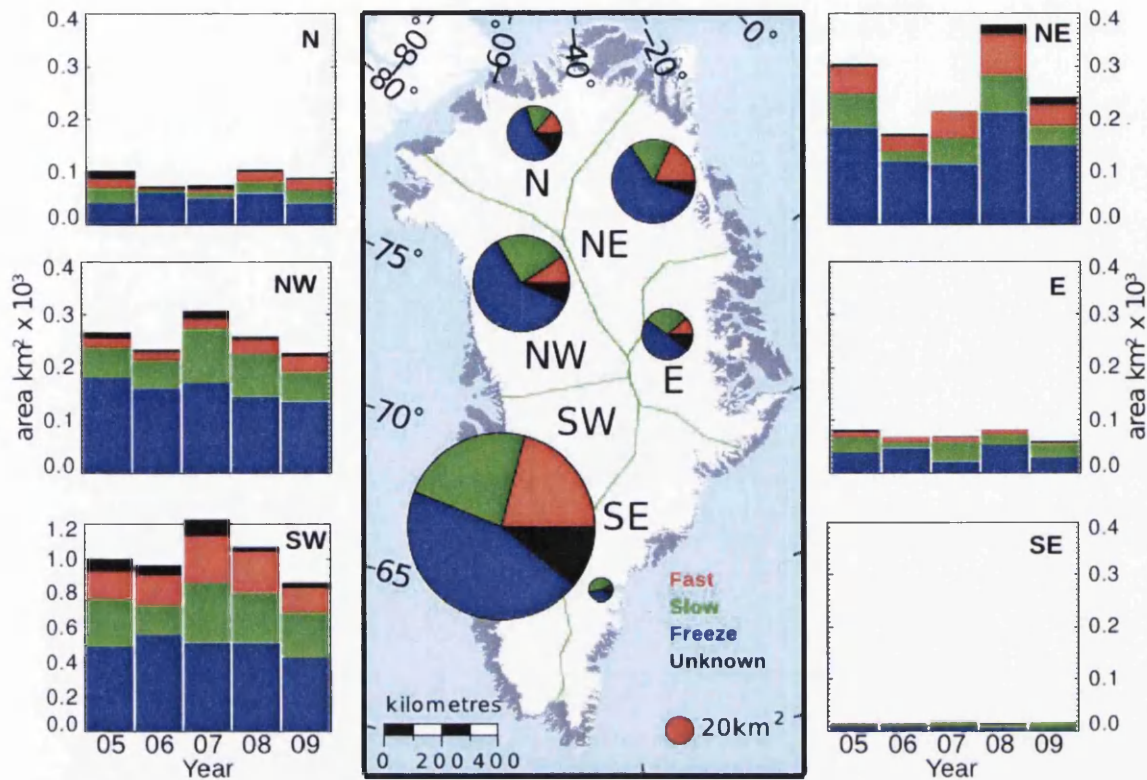 N
0.4
0.3
0.2
0.1
0.0
NW
0.4
0.3
0.2
0.1
0.0
area km² x 10³
SW
1.2
1.0
0.8
0.6
0.4
0.2
0.0
05 06 07 08 09
Year
-80°
-80°
-60°
-40°
-20°
-0°
-75°
-70°
-65
N
NE
NW
E
SW
SE
Fast
Slow
Freeze
Unknown
kilometres
0 200 400
20km²
NE
0.4
0.3
0.2
0.1
0.0
E
0.4
0.3
0.2
0.1
0.0
area km² x 10³
SE
0.4
0.3
0.2
0.1
0.0
05 06 07 08 09
Year